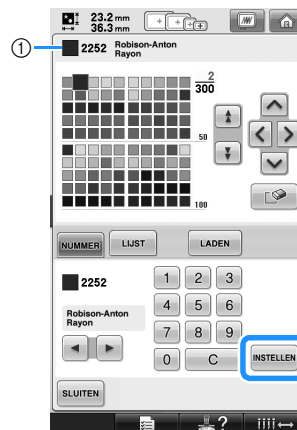 23.2 mm
36.3 mm
① 2252 Robison-Anton
Rayon
2
300
50
100
NUMMER LIJST LADEN
2252
Robison-Anton
Rayon
1 2 3
4 5 6
7 8 9
0 C
INSTELLEN
SLUITEN
?